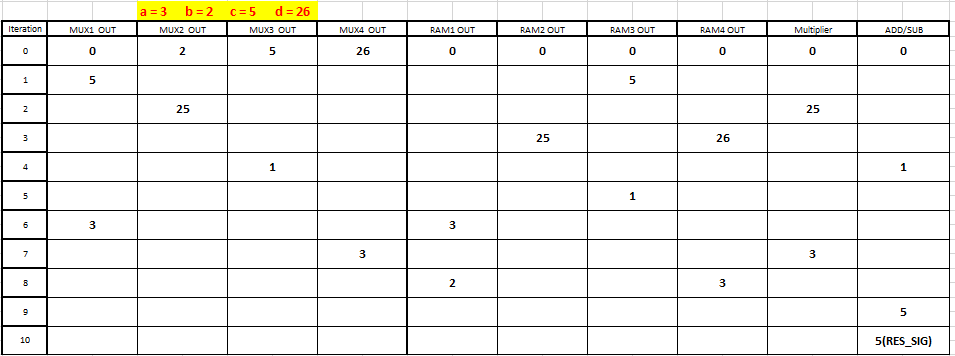 a = 3 b = 2 c = 5 d = 26
Iteration MUX1 OUT MUX2 OUT MUX3 OUT MUX4 OUT RAM1 OUT RAM2 OUT RAM3 OUT RAM4 OUT Multiplier ADD/SUB
0 0 2 5 26 0 0 0 0 0 0
1 5 5
2 25 25
3 25 26
4 1 1
5 1
6 3 3
7 3 3
8 2 3
9 5
10 5(RES_SIG)